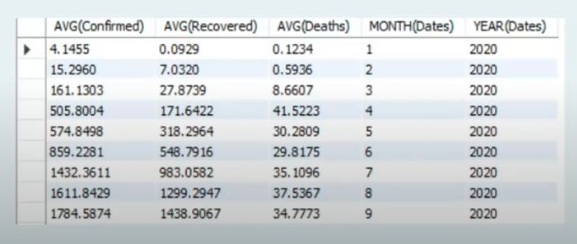 AVG(Confirmed) AVG(Recovered) AVG(Deaths) MONTH(Dates) YEAR(Dates)
4.1455 0.0929 0.1234 1 2020
15.2960 7.0320 0.5936 2 2020
161.1303 27.8739 8.6607 3 2020
505.8004 171.6422 41.5223 4 2020
574.8498 318.2964 30.2809 5 2020
859.2281 548.7916 29.8175 6 2020
1432.3611 983.0582 35.1096 7 2020
1611.8429 1299.2947 37.5367 8 2020
1784.5874 1438.9067 34.7773 9 2020